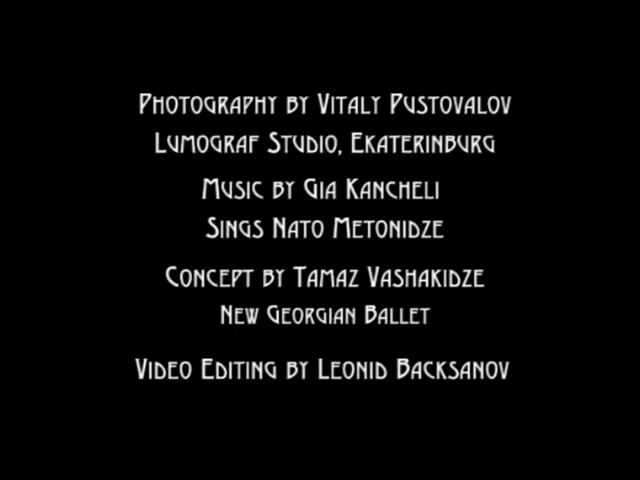 Photography by Vitaly Pustovalov
Lumograf Studio, Ekaterinburg
Music by Gia Kancheli
Sings Nato Metonidze
Concept by Tamaz Vashakidze
New Georgian Ballet
Video Editing by Leonid Backsanov